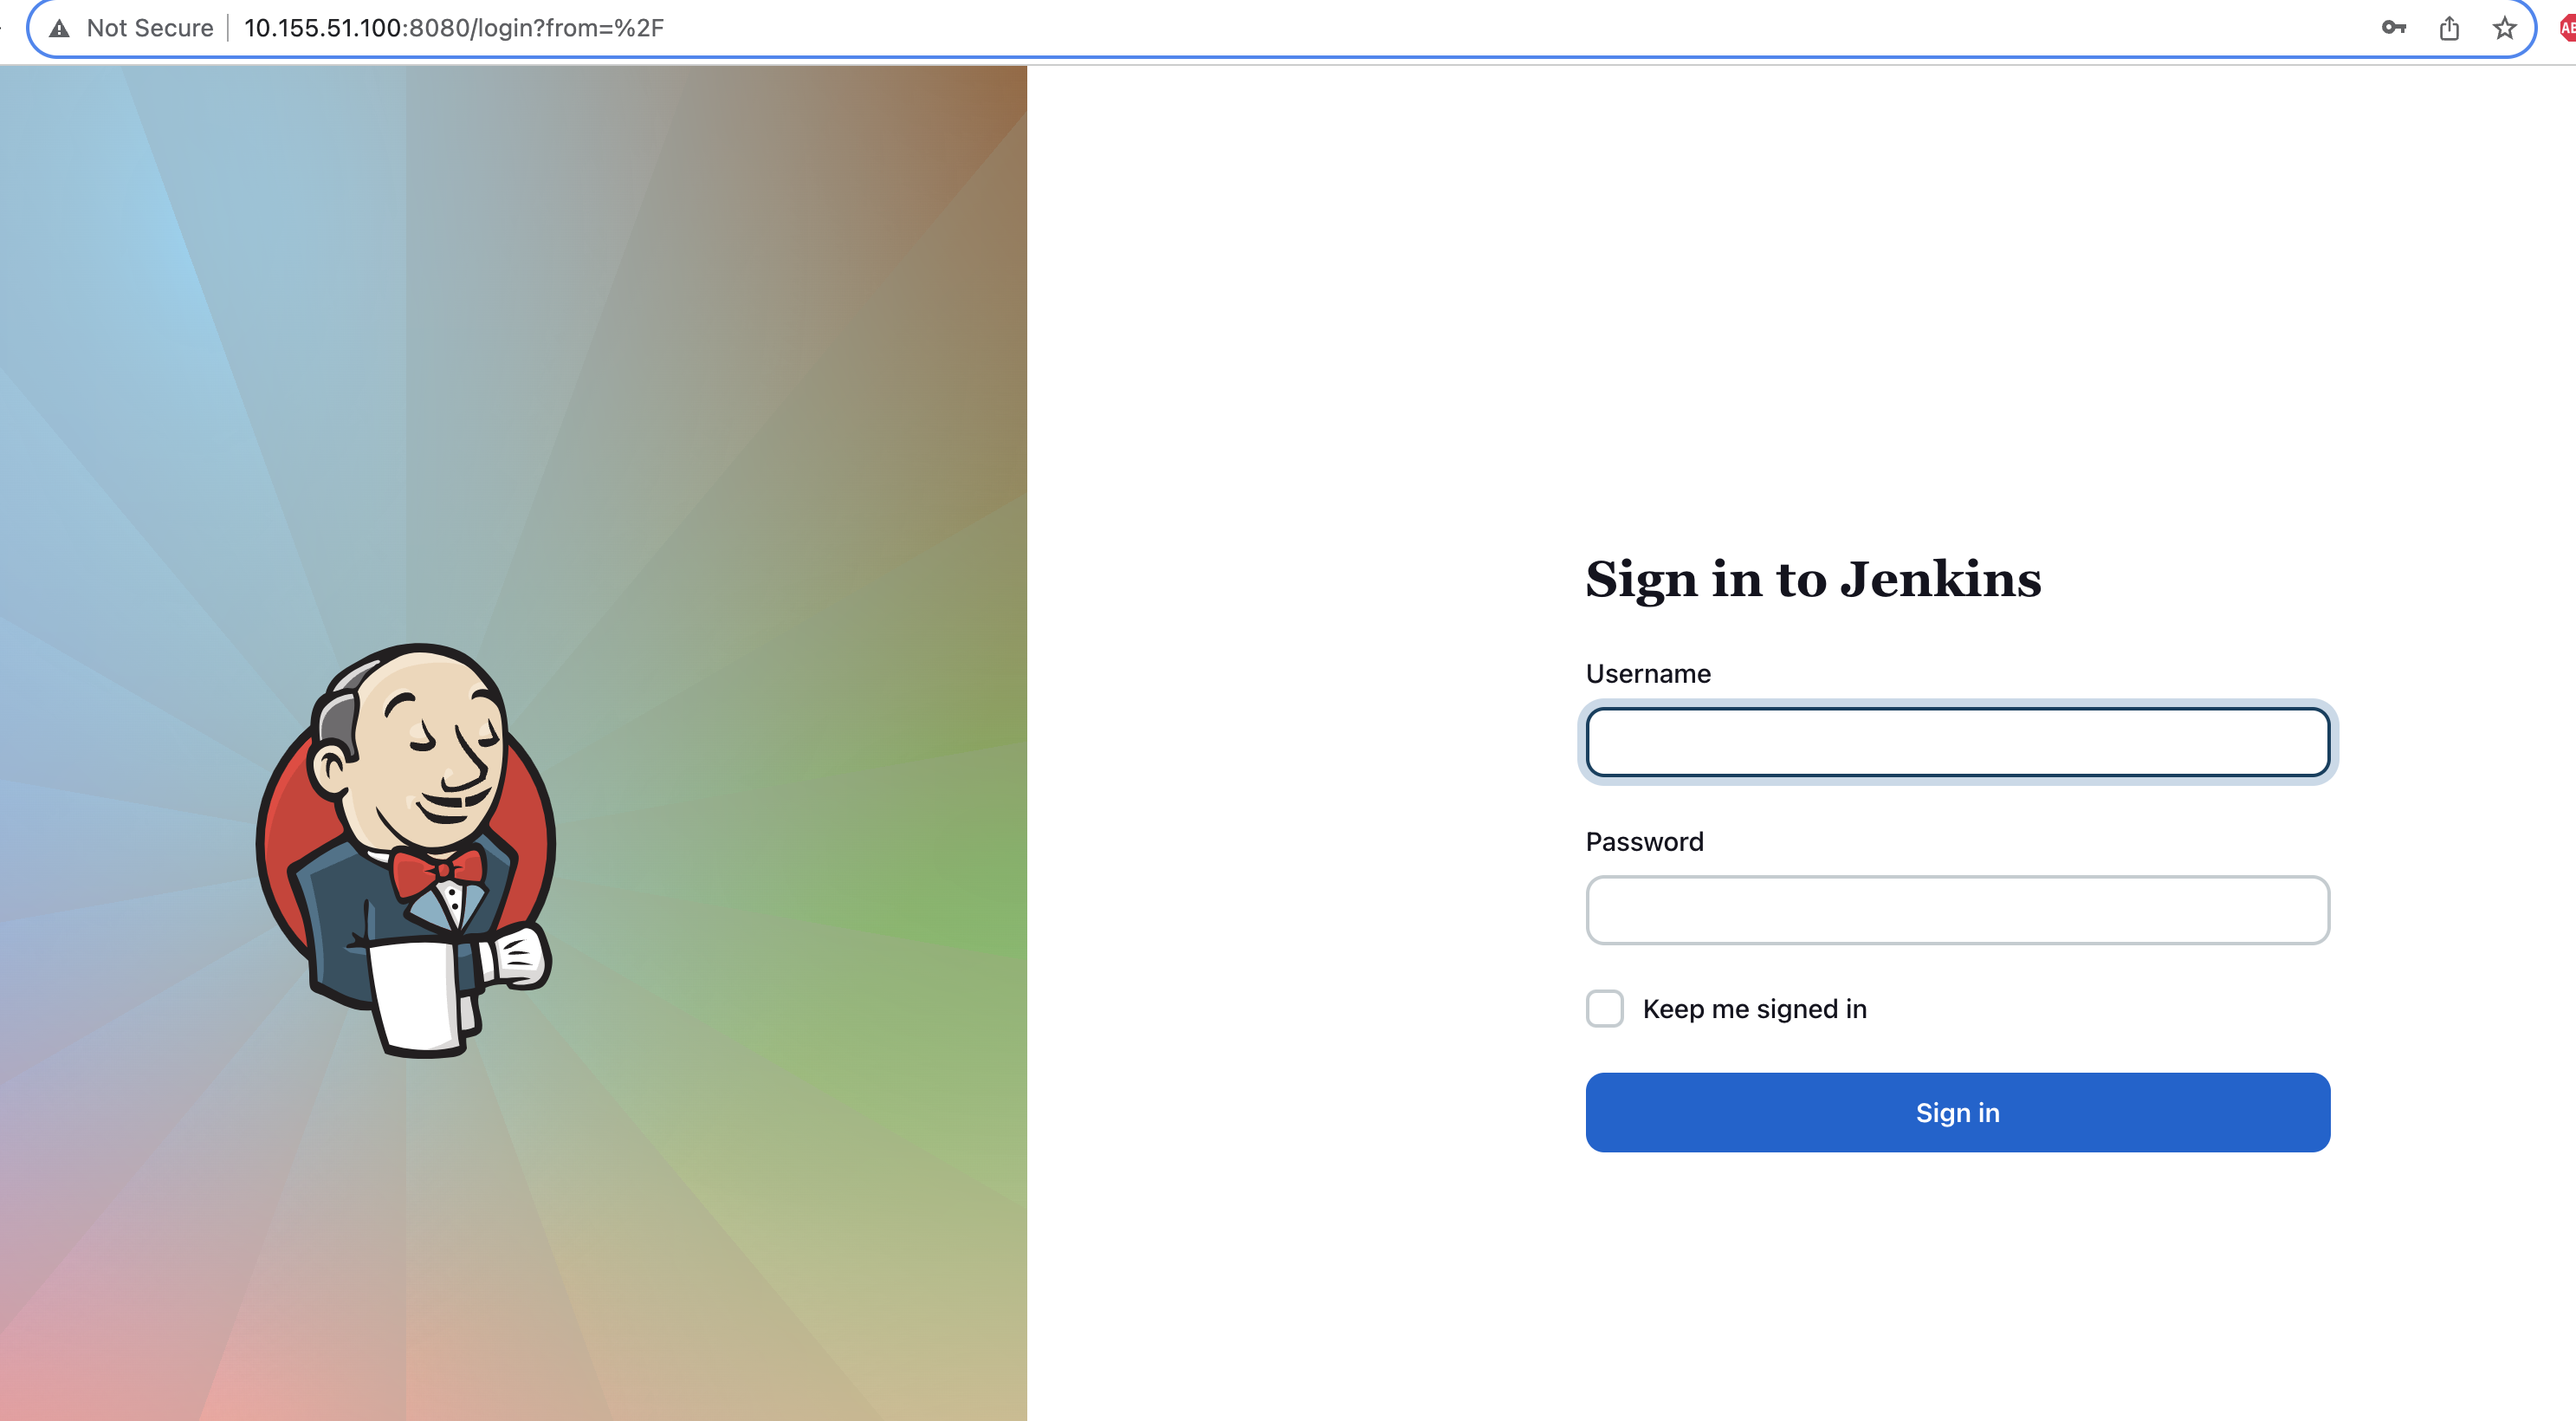 Not Secure 10.155.51.100:8080/login?from=%2F
Sign in to Jenkins
Username
Password
Keep me signed in
Sign in